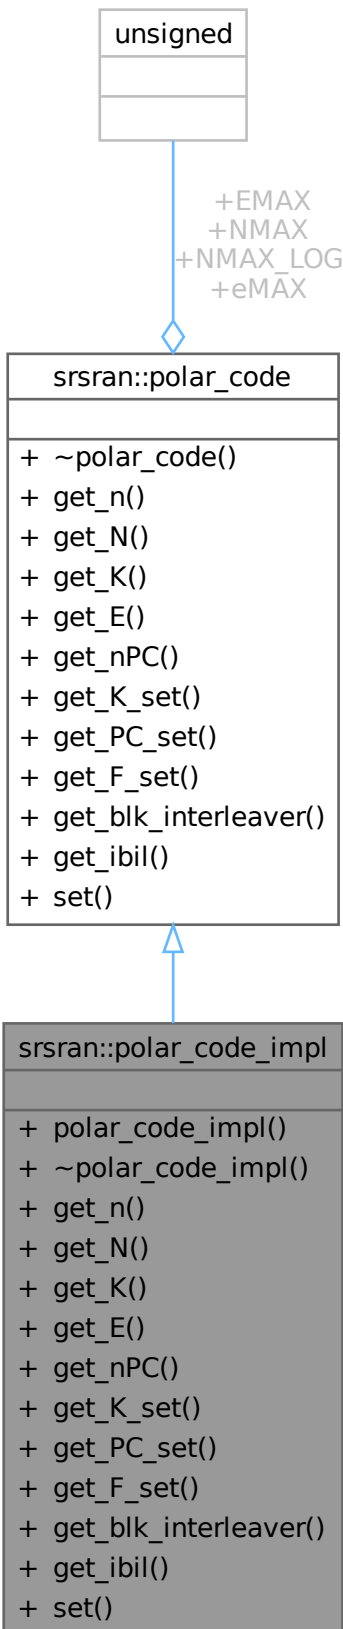 unsigned
+EMAX
+NMAX
+NMAX_LOG
+eMAX
srsran::polar_code
+ ~polar_code()
+ get_n()
+ get_N()
+ get_K()
+ get_E()
+ get_nPC()
+ get_K_set()
+ get_PC_set()
+ get_F_set()
+ get_blk_interleaver()
+ get_ibil()
+ set()
srsran::polar_code_impl
+ polar_code_impl()
+ ~polar_code_impl()
+ get_n()
+ get_N()
+ get_K()
+ get_E()
+ get_nPC()
+ get_K_set()
+ get_PC_set()
+ get_F_set()
+ get_blk_interleaver()
+ get_ibil()
+ set()